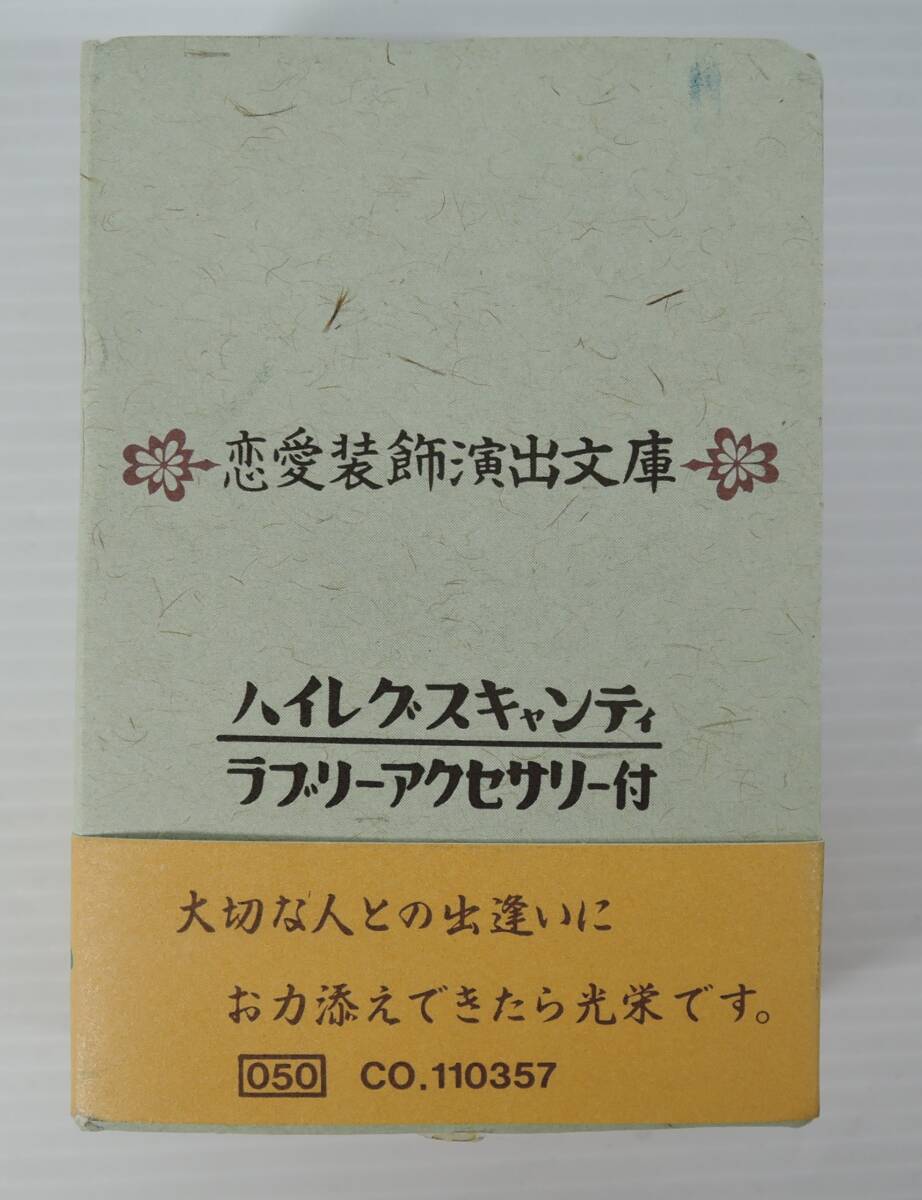 恋愛装飾演出文庫
ハイレグスキャンティ
ラブリーアクセサリー付
大切な人との出逢いに
お力添えできたら光栄です。
050 CO.110357